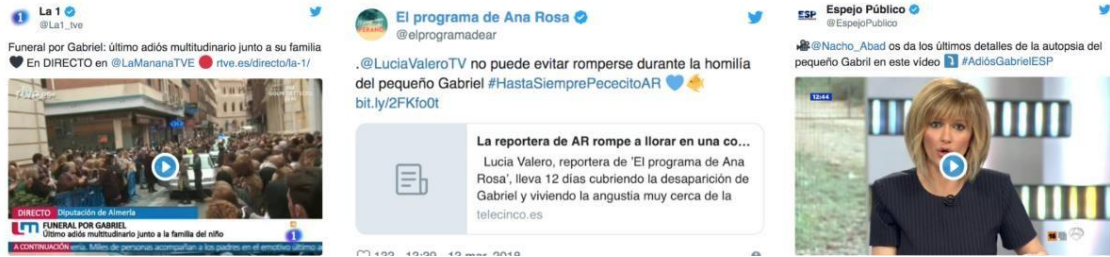 La 1
@La1_tve
Funeral por Gabriel: último adiós multitudinario junto a su familia
🖤 En DIRECTO en @LaMananaTVE 🔴 rtve.es/directo/la-1/
DIRECTO Diputación de Almería
FUNERAL POR GABRIEL
Último adiós multitudinario junto a la familia del niño
1
A CONTINUACIÓN ería. Miles de personas acompañan a los padres en el emotivo último a
El programa de Ana Rosa
@elprogramadear
.@LuciaValeroTV no puede evitar romperse durante la homilía
del pequeño Gabriel #HastaSiemprePececitoAR 💙🐤
bit.ly/2FKfo0t
La reportera de AR rompe a llorar en una co...
Lucia Valero, reportera de 'El programa de Ana
Rosa', lleva 12 días cubriendo la desaparición de
Gabriel y viviendo la angustia muy cerca de la
telecinco.es
ESP
Espejo Público
@EspejoPublico
🎥@Nacho_Abad os da los últimos detalles de la autopsia del
pequeño Gabril en este vídeo ⤵ #AdiósGabrielESP
12:44